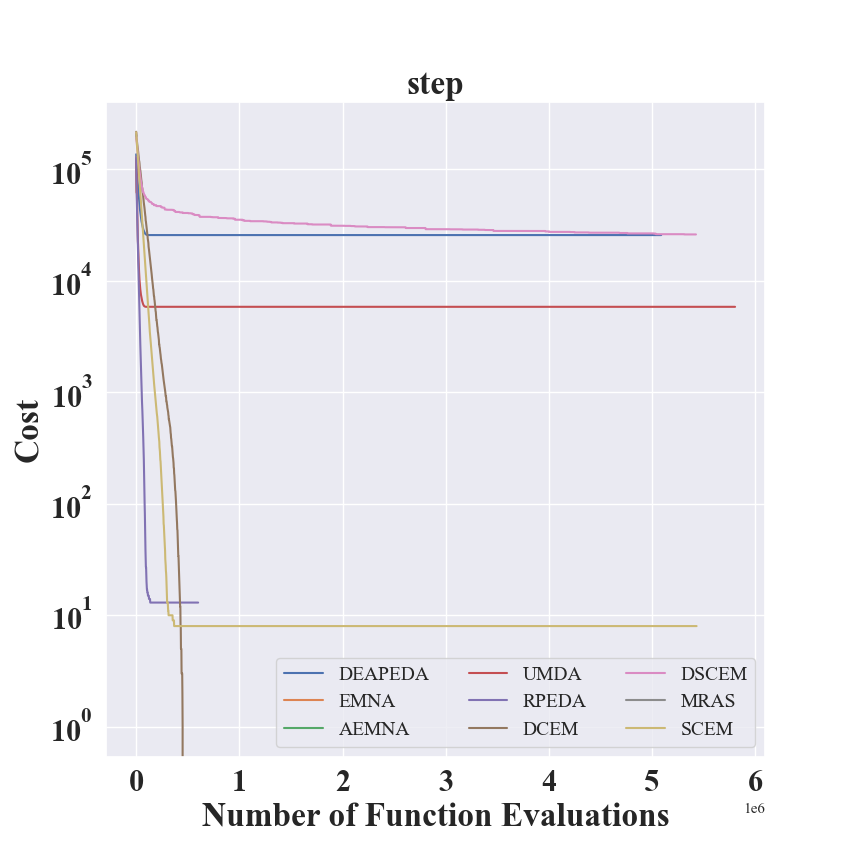 step
10^5
10^4
10^3
10^2
10^1
10^0
Cost
0 1 2 3 4 5 6
Number of Function Evaluations
1e6
DEAPEDA UMDA DSCEM
EMNA RPEDA MRAS
AEMNA DCEM SCEM